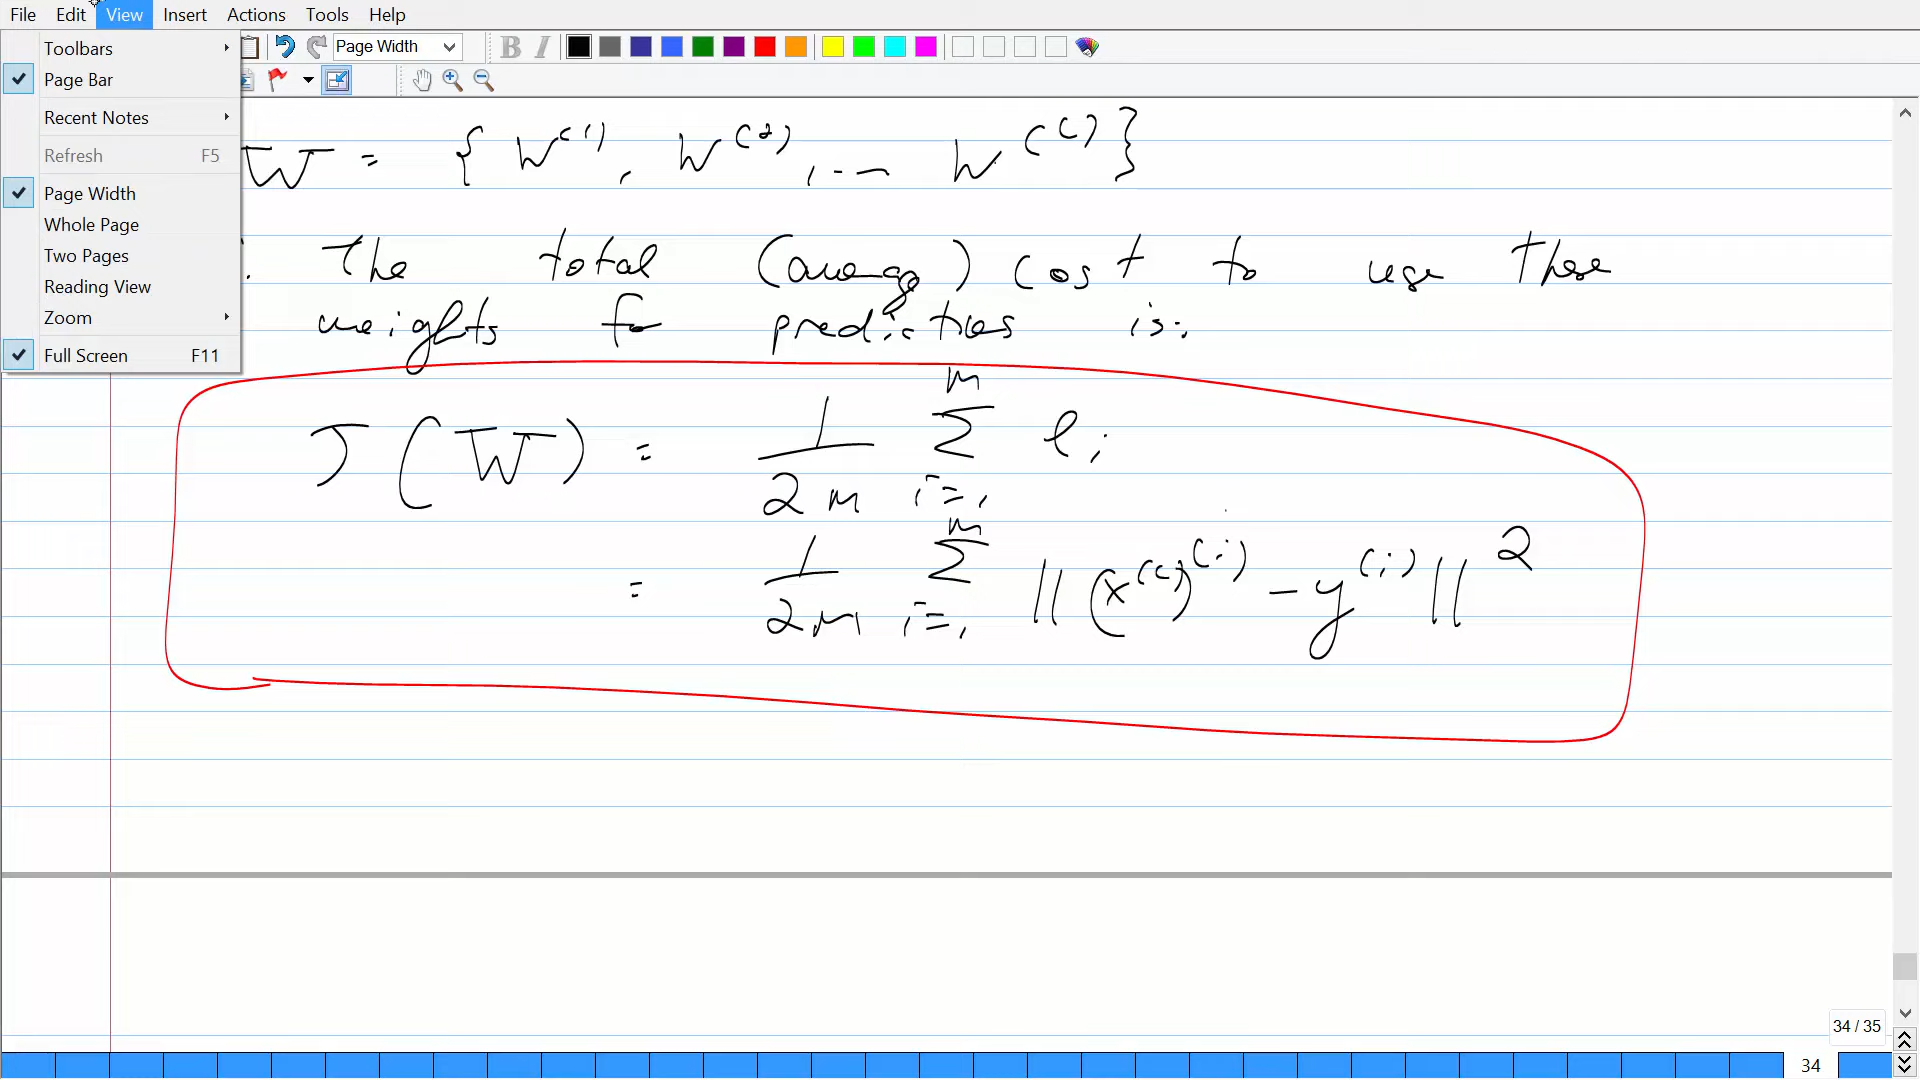 File Edit View Insert Actions Tools Help
Toolbars
Page Bar
Recent Notes
Refresh F5
Page Width
Whole Page
Two Pages
Reading View
Zoom
Full Screen F11
Page Width B I
W = { W^(1), W^(2), ... W^(L) }
The total (average) cost to use these
weights for prediction is:
J(W) = 1/2m Σ_{i=1}^{m} e_i
= 1/2m Σ_{i=1}^{m} ||(x^(L))^(i) - y^(i)||^2
34 / 35
34